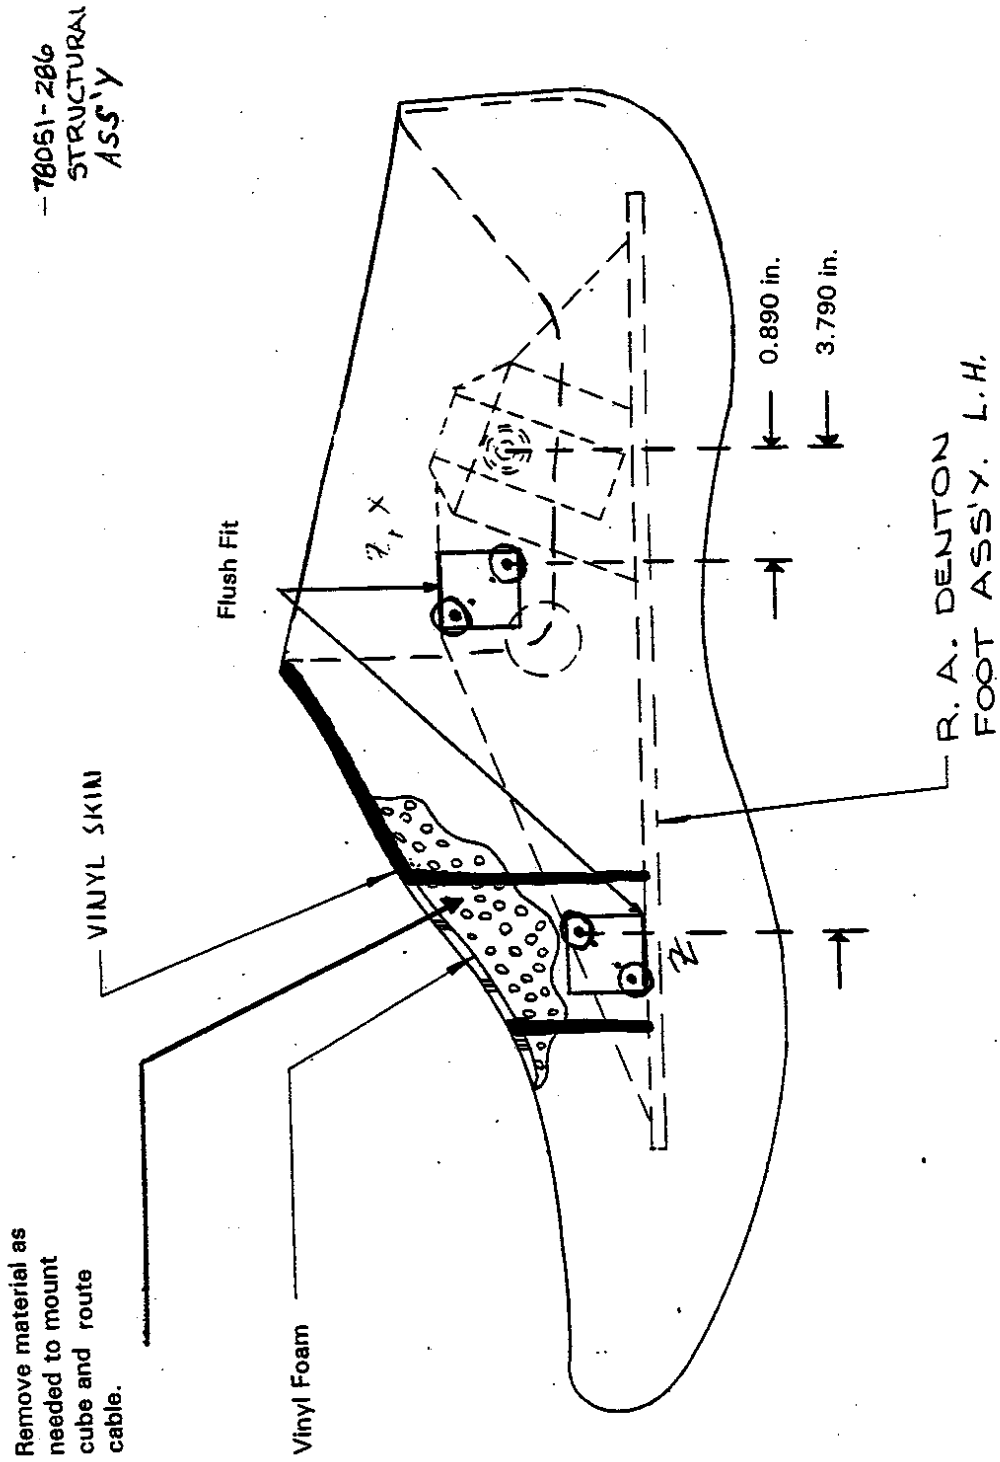 -78051-286
STRUCTURAL
ASS'Y
Flush Fit
z, x
0.890 in.
3.790 in.
VINYL SKIN
R. A. DENTON
FOOT ASS'Y. L.H.
z
Remove material as
needed to mount
cube and route
cable.
Vinyl Foam